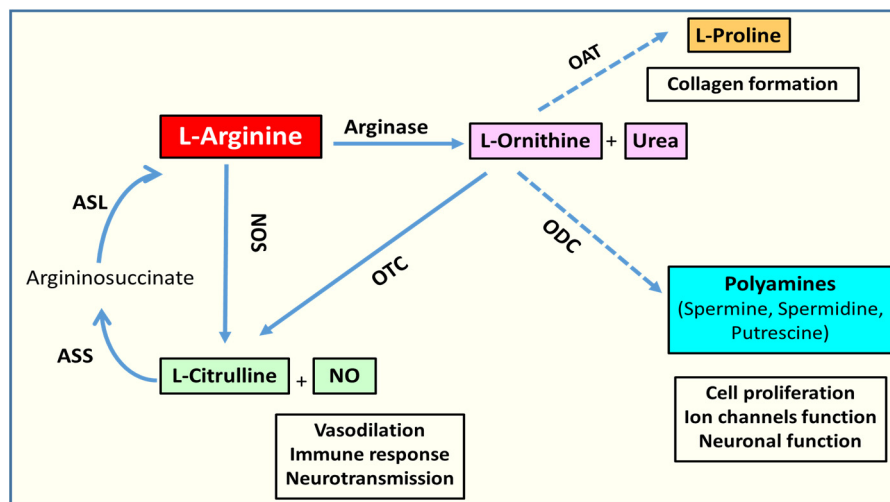 L-Proline
OAT
Collagen formation
L-Arginine
Arginase
L-Ornithine + Urea
ASL
NOS
ODC
OTC
Argininosuccinate
Polyamines
(Spermine, Spermidine,
Putrescine)
ASS
L-Citrulline + NO
Cell proliferation
Ion channels function
Neuronal function
Vasodilation
Immune response
Neurotransmission